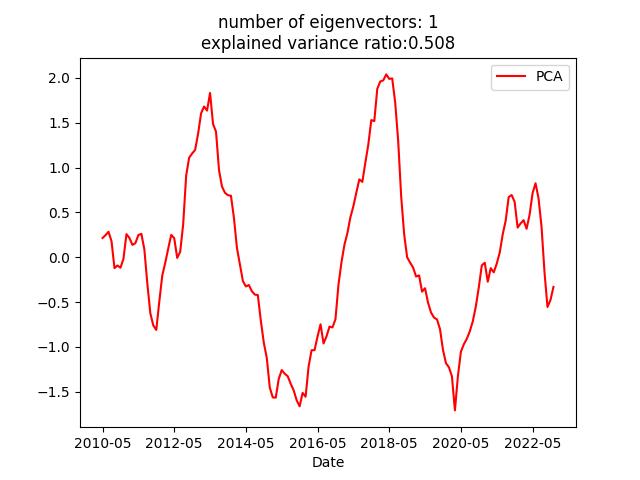 number of eigenvectors: 1
explained variance ratio:0.508
PCA
2.0
1.5
1.0
0.5
0.0
−0.5
−1.0
−1.5
2010-05 2012-05 2014-05 2016-05 2018-05 2020-05 2022-05
Date